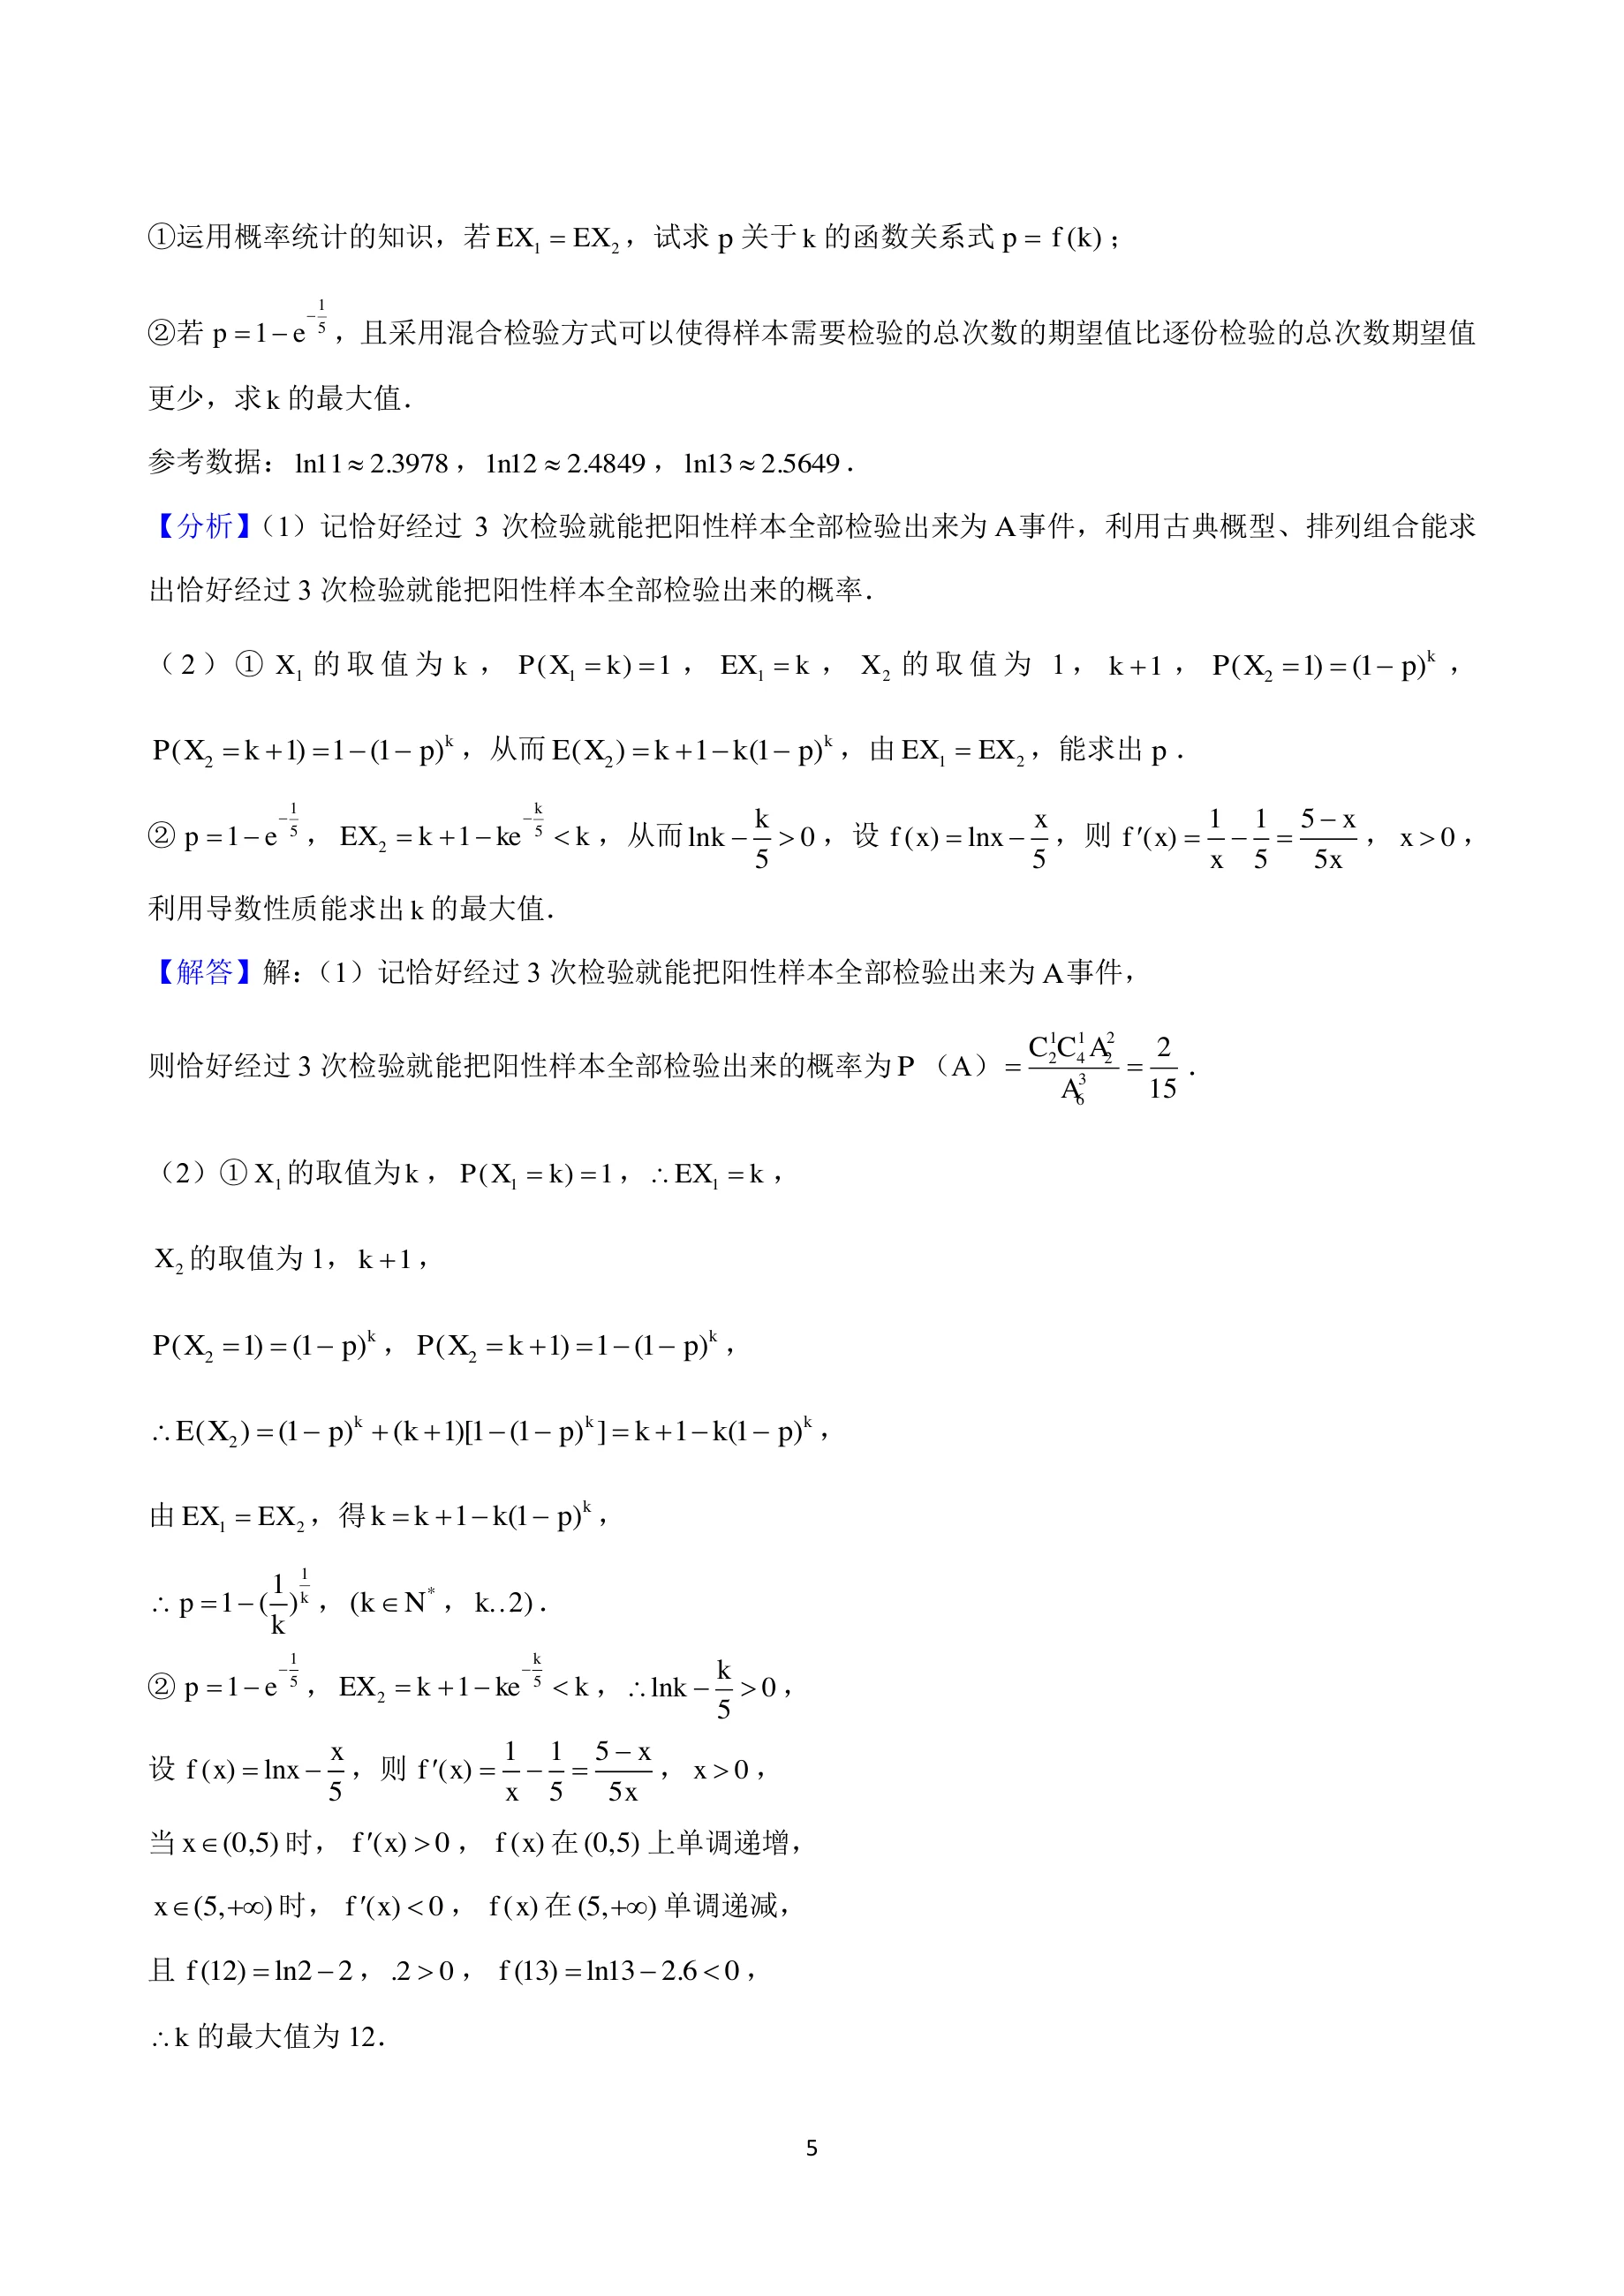 ①运用概率统计的知识，若 EX₁ = EX₂，试求 p 关于 k 的函数关系式 p = f(k)；
②若 p = 1 − e^{−1/5}，且采用混合检验方式可以使得样本需要检验的总次数的期望值比逐份检验的总次数期望值
更少，求 k 的最大值．
参考数据：ln11 ≈ 2.3978，1n12 ≈ 2.4849，ln13 ≈ 2.5649．
【分析】（1）记恰好经过 3 次检验就能把阳性样本全部检验出来为 A事件，利用古典概型、排列组合能求
出恰好经过 3 次检验就能把阳性样本全部检验出来的概率．
（2）① X₁ 的取值为 k，P(X₁ = k) = 1，EX₁ = k，X₂ 的取值为 1，k + 1，P(X₂ = 1) = (1 − p)^k，
P(X₂ = k + 1) = 1 − (1 − p)^k，从而 E(X₂) = k + 1 − k(1 − p)^k，由 EX₁ = EX₂，能求出 p．
② p = 1 − e^{−1/5}，EX₂ = k + 1 − ke^{−k/5} < k，从而 lnk − k/5 > 0，设 f(x) = lnx − x/5，则 f′(x) = 1/x − 1/5 = (5 − x)/(5x)，x > 0，
利用导数性质能求出 k 的最大值．
【解答】解：（1）记恰好经过 3 次检验就能把阳性样本全部检验出来为 A事件，
则恰好经过 3 次检验就能把阳性样本全部检验出来的概率为 P（A）= (C₂¹C₄¹A₂²)/(A₆³) = 2/15．
（2）① X₁ 的取值为 k，P(X₁ = k) = 1，∴EX₁ = k，
X₂ 的取值为 1，k + 1，
P(X₂ = 1) = (1 − p)^k，P(X₂ = k + 1) = 1 − (1 − p)^k，
∴E(X₂) = (1 − p)^k + (k + 1)[1 − (1 − p)^k] = k + 1 − k(1 − p)^k，
由 EX₁ = EX₂，得 k = k + 1 − k(1 − p)^k，
∴ p = 1 − (1/k)^{1/k}，(k ∈ N*，k..2)．
② p = 1 − e^{−1/5}，EX₂ = k + 1 − ke^{−k/5} < k，∴lnk − k/5 > 0，
设 f(x) = lnx − x/5，则 f′(x) = 1/x − 1/5 = (5 − x)/(5x)，x > 0，
当 x ∈ (0,5) 时，f′(x) > 0，f(x) 在 (0,5) 上单调递增，
x ∈ (5,+∞) 时，f′(x) < 0，f(x) 在 (5,+∞) 单调递减，
且 f(12) = ln2 − 2，.2 > 0，f(13) = ln13 − 2.6 < 0，
∴k 的最大值为 12．
5